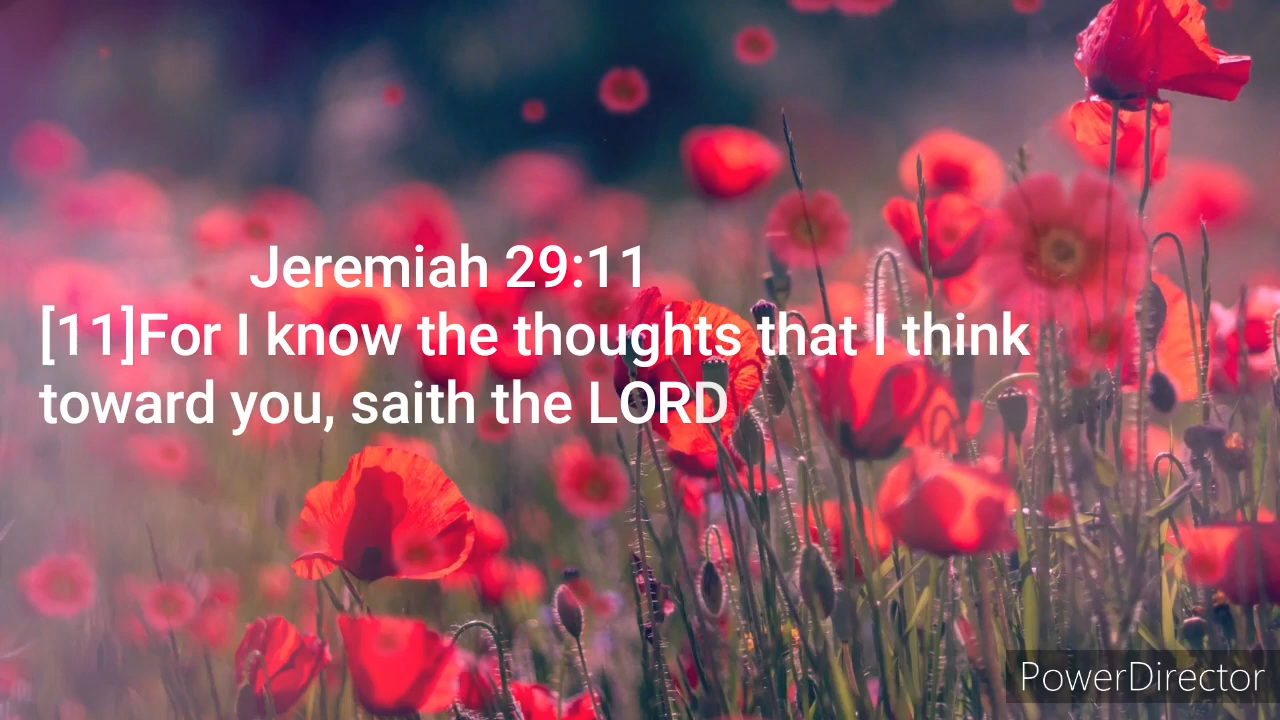 Jeremiah 29:11
[11]For I know the thoughts that I think
toward you, saith the LORD
PowerDirector